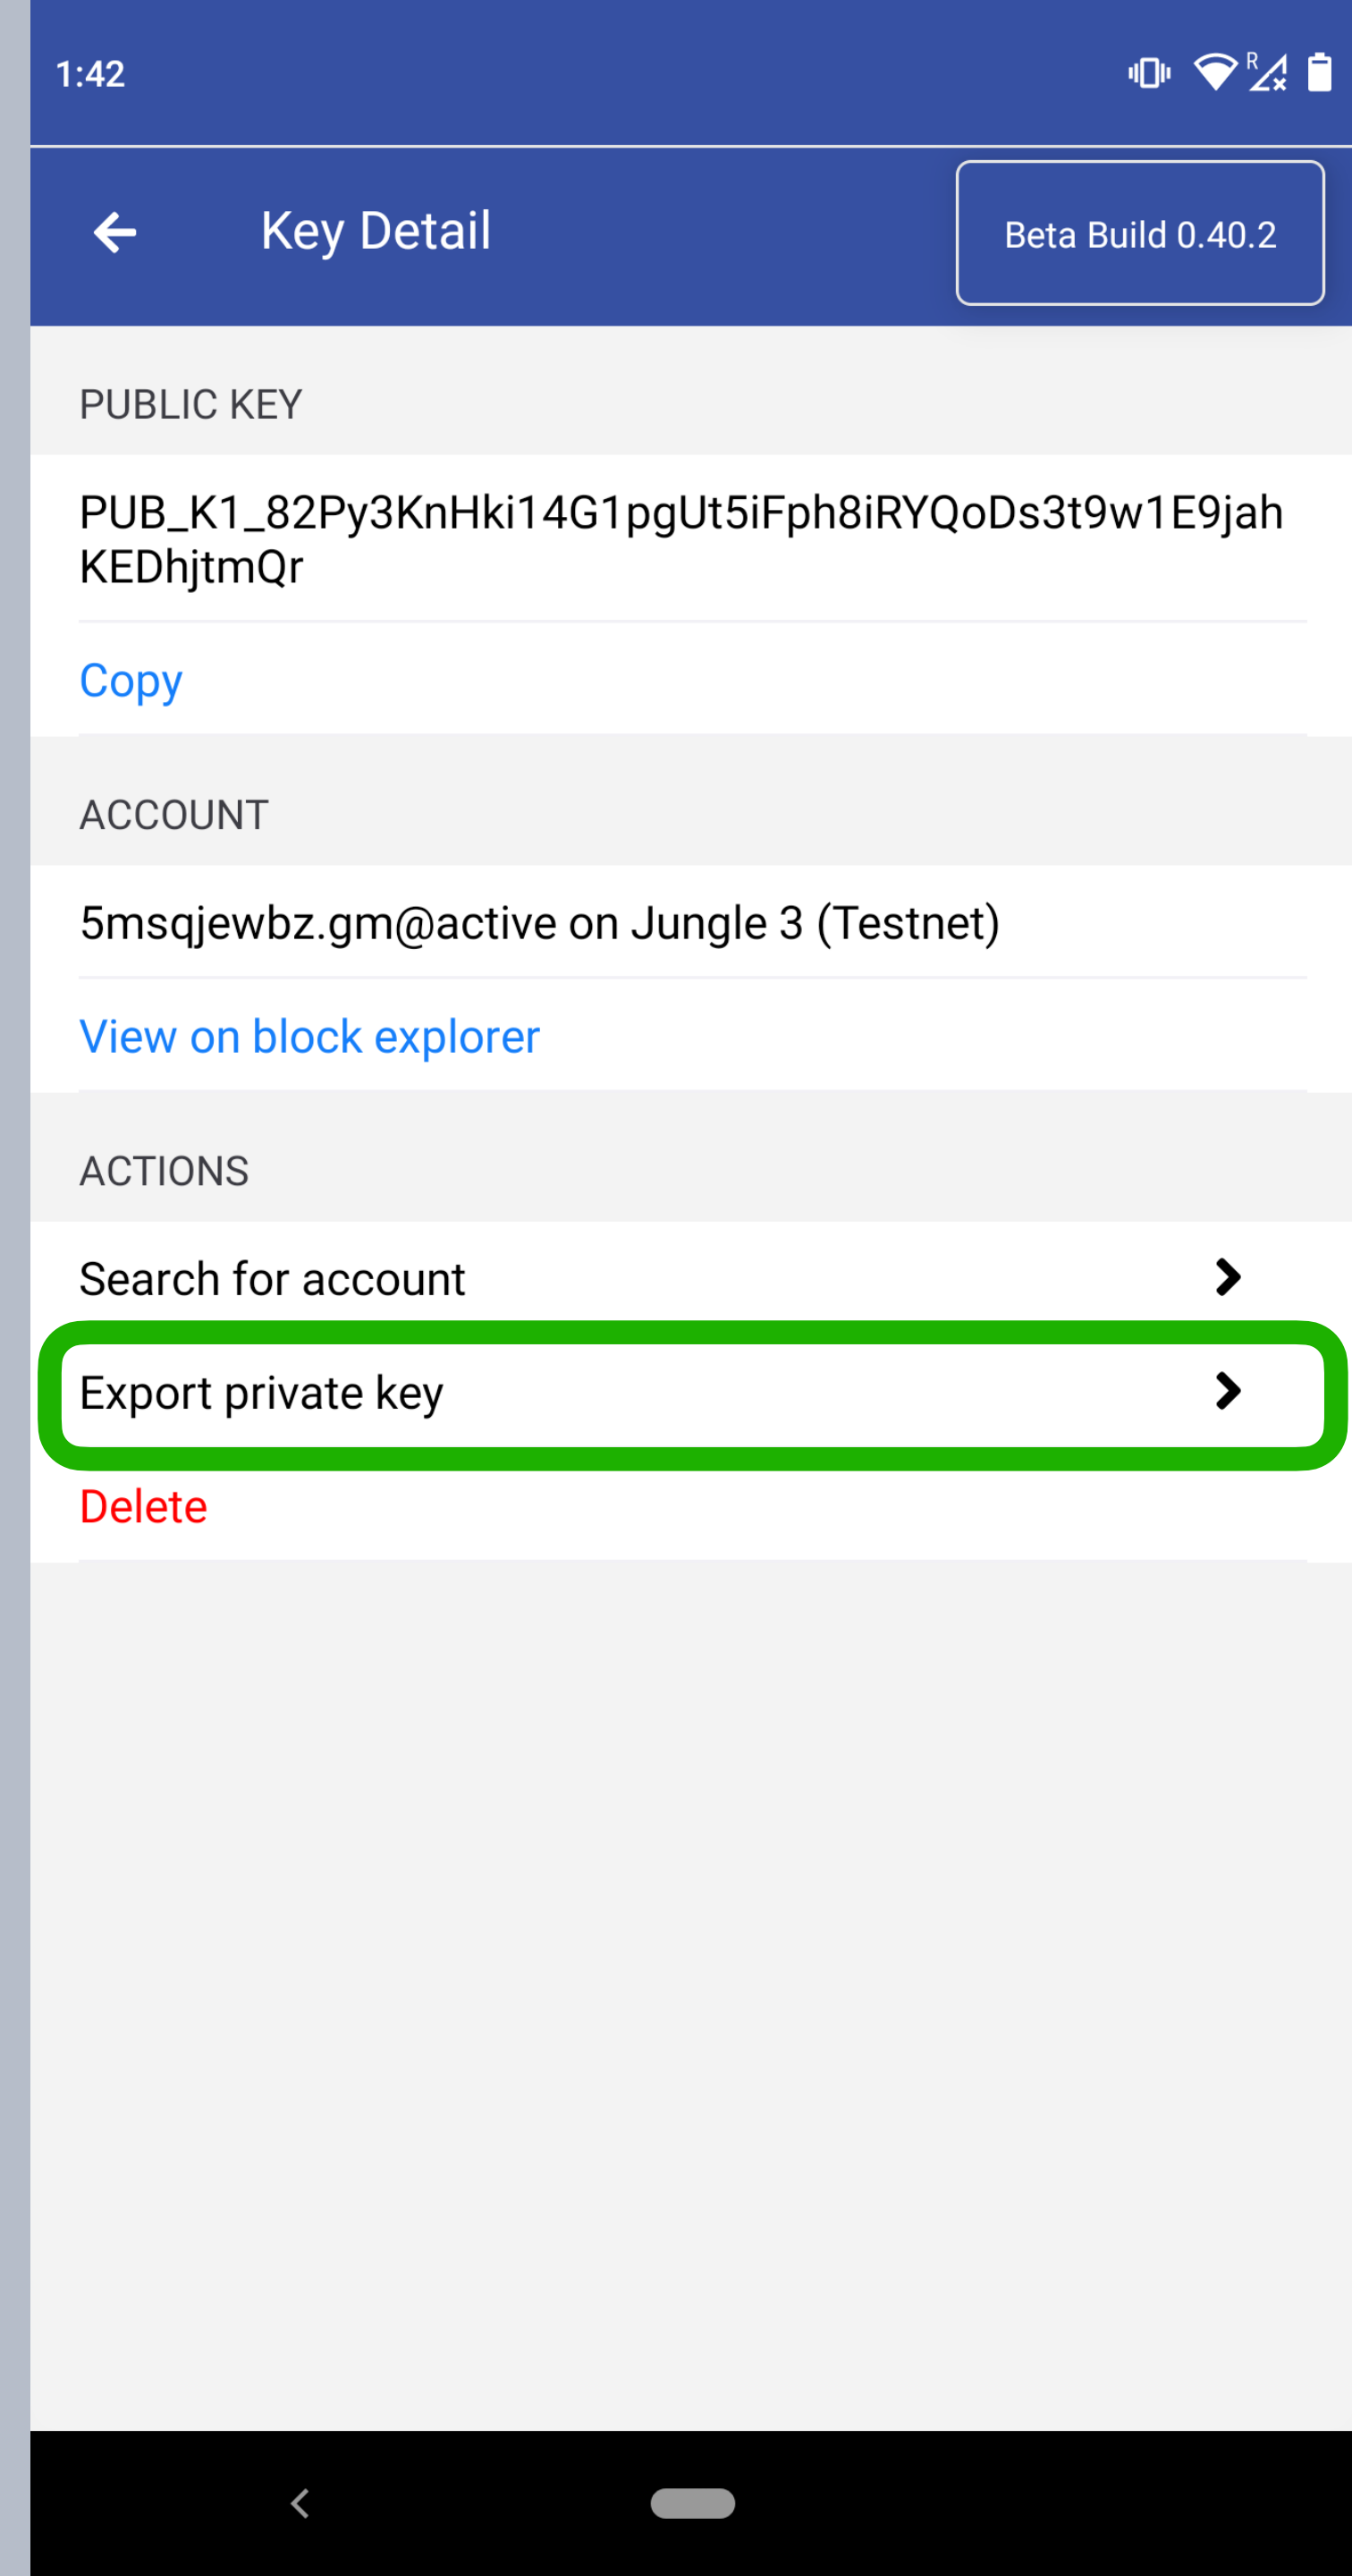 1:42
R
Key Detail
Beta Build 0.40.2
PUBLIC KEY
PUB_K1_82Py3KnHki14G1pgUt5iFph8iRYQoDs3t9w1E9jah
KEDhjtmQr
Copy
ACCOUNT
5msqjewbz.gm@active on Jungle 3 (Testnet)
View on block explorer
ACTIONS
Search for account
Export private key
Delete